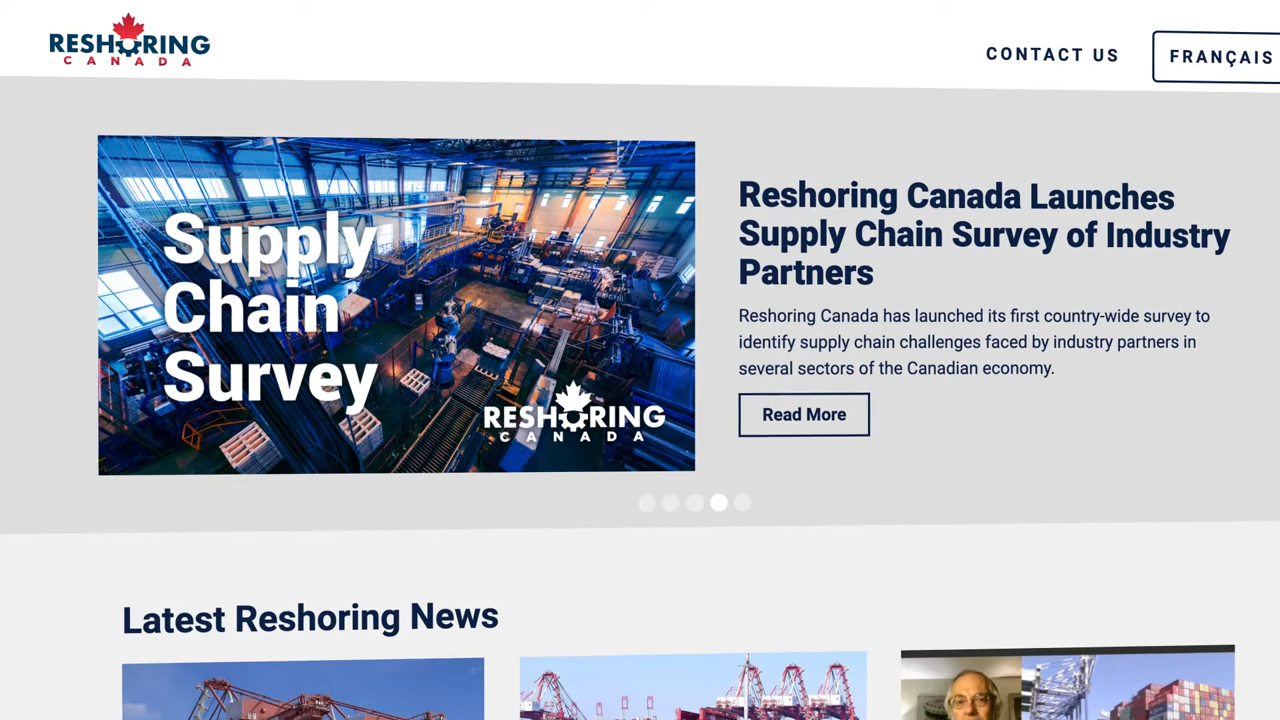 RESHORING
CANADA
CONTACT US
FRANÇAIS
Supply
Chain
Survey
RESHORING
CANADA
Reshoring Canada Launches
Supply Chain Survey of Industry
Partners
Reshoring Canada has launched its first country-wide survey to
identify supply chain challenges faced by industry partners in
several sectors of the Canadian economy.
Read More
Latest Reshoring News